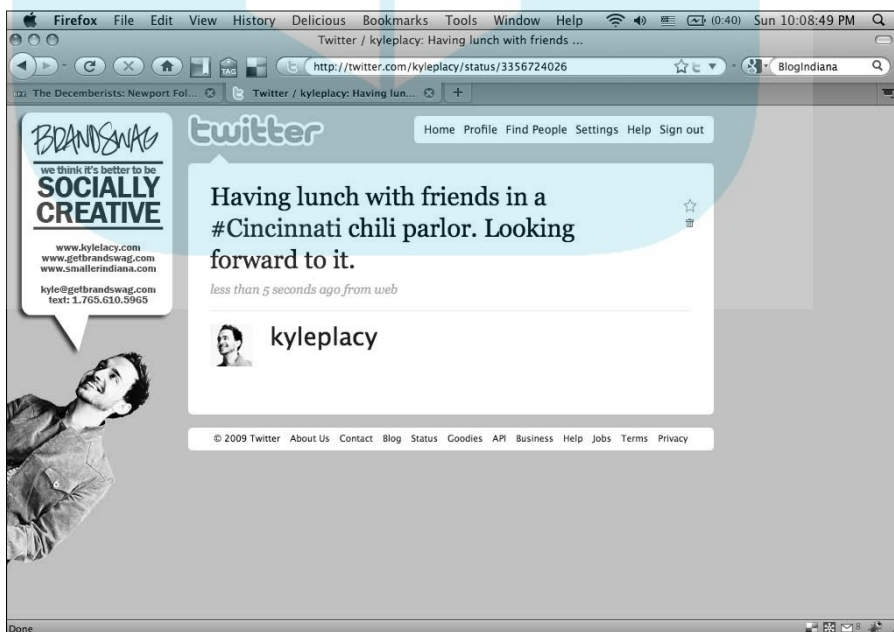 Firefox File Edit View History Delicious Bookmarks Tools Window Help (0:40) Sun 10:08:49 PM
Twitter / kyleplacy: Having lunch with friends ...
TAG http://twitter.com/kyleplacy/status/3356724026 BlogIndiana
The Decemberists: Newport Fol... Twitter / kyleplacy: Having lun... +
BRANDSWAG
we think it's better to be
SOCIALLY
CREATIVE
www.kylelacy.com
www.getbrandswag.com
www.smallerindiana.com
kyle@getbrandswag.com
text: 1.765.610.5965
twitter
Home Profile Find People Settings Help Sign out
Having lunch with friends in a
#Cincinnati chili parlor. Looking
forward to it.
less than 5 seconds ago from web
kyleplacy
© 2009 Twitter About Us Contact Blog Status Goodies API Business Help Jobs Terms Privacy
Done 8